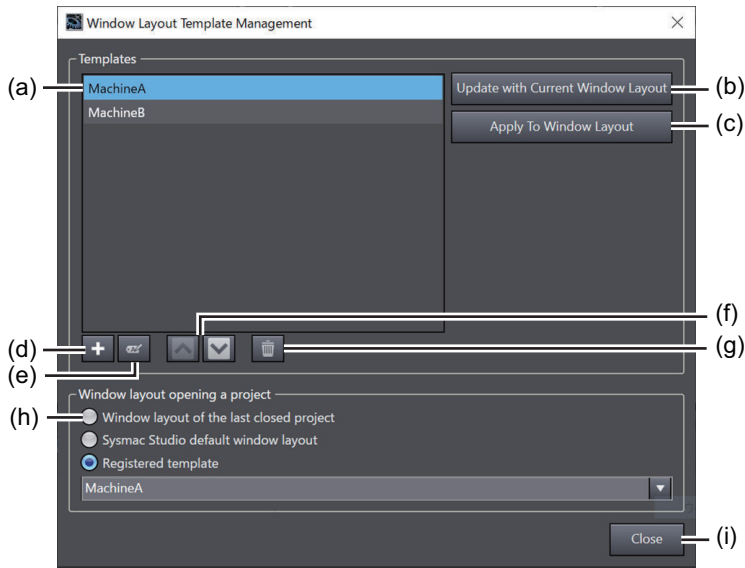 Window Layout Template Management
Templates
(a)
MachineA
Update with Current Window Layout
(b)
MachineB
Apply To Window Layout
(c)
(f)
(d)
(g)
(e)
Window layout opening a project
(h)
Window layout of the last closed project
Sysmac Studio default window layout
Registered template
MachineA
Close
(i)